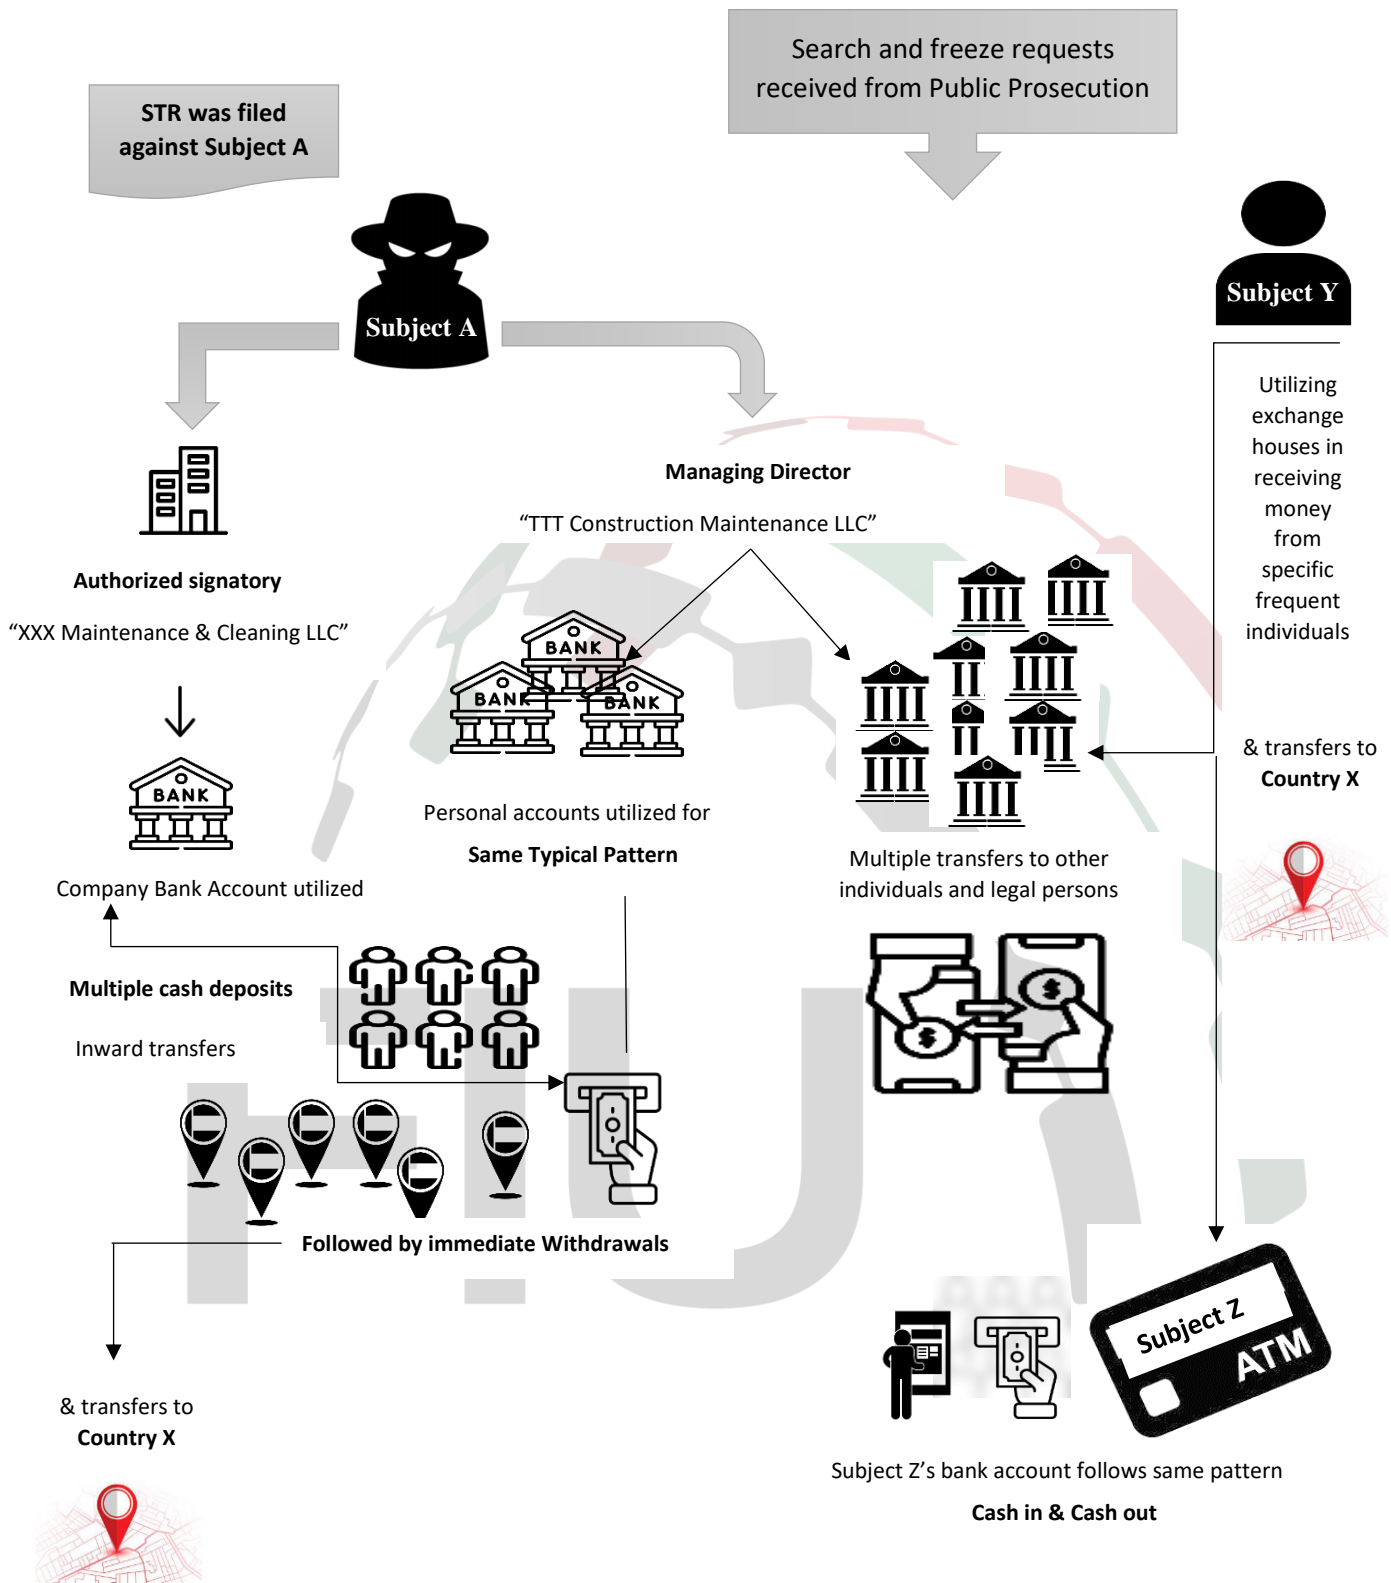 Search and freeze requests
received from Public Prosecution
STR was filed
against Subject A
Subject A
Subject Y
Utilizing
exchange
houses in
receiving
money
from
specific
frequent
individuals
& transfers to
Country X
Managing Director
“TTT Construction Maintenance LLC”
Authorized signatory
“XXX Maintenance & Cleaning LLC”
BANK
BANK
BANK
BANK
Personal accounts utilized for
Same Typical Pattern
Multiple transfers to other
individuals and legal persons
Company Bank Account utilized
Multiple cash deposits
Inward transfers
$
$
FIU
Followed by immediate Withdrawals
& transfers to
Country X
Subject Z
ATM
Subject Z’s bank account follows same pattern
Cash in & Cash out